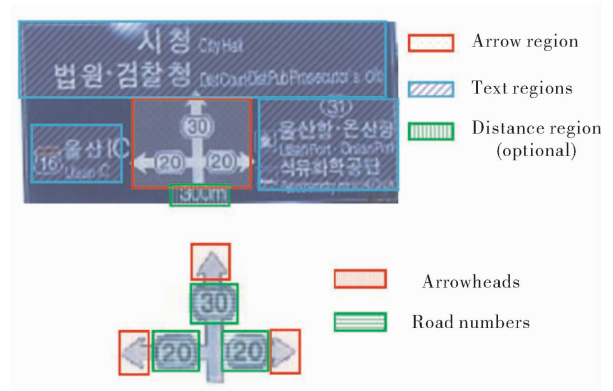 시청 City Hall
법원·검찰청
30
20
20
31
울산항·온산항
석유화학공단
16
울산IC
300m
Arrow region
Text regions
Distance region
(optional)
30
20
20
Arrowheads
Road numbers